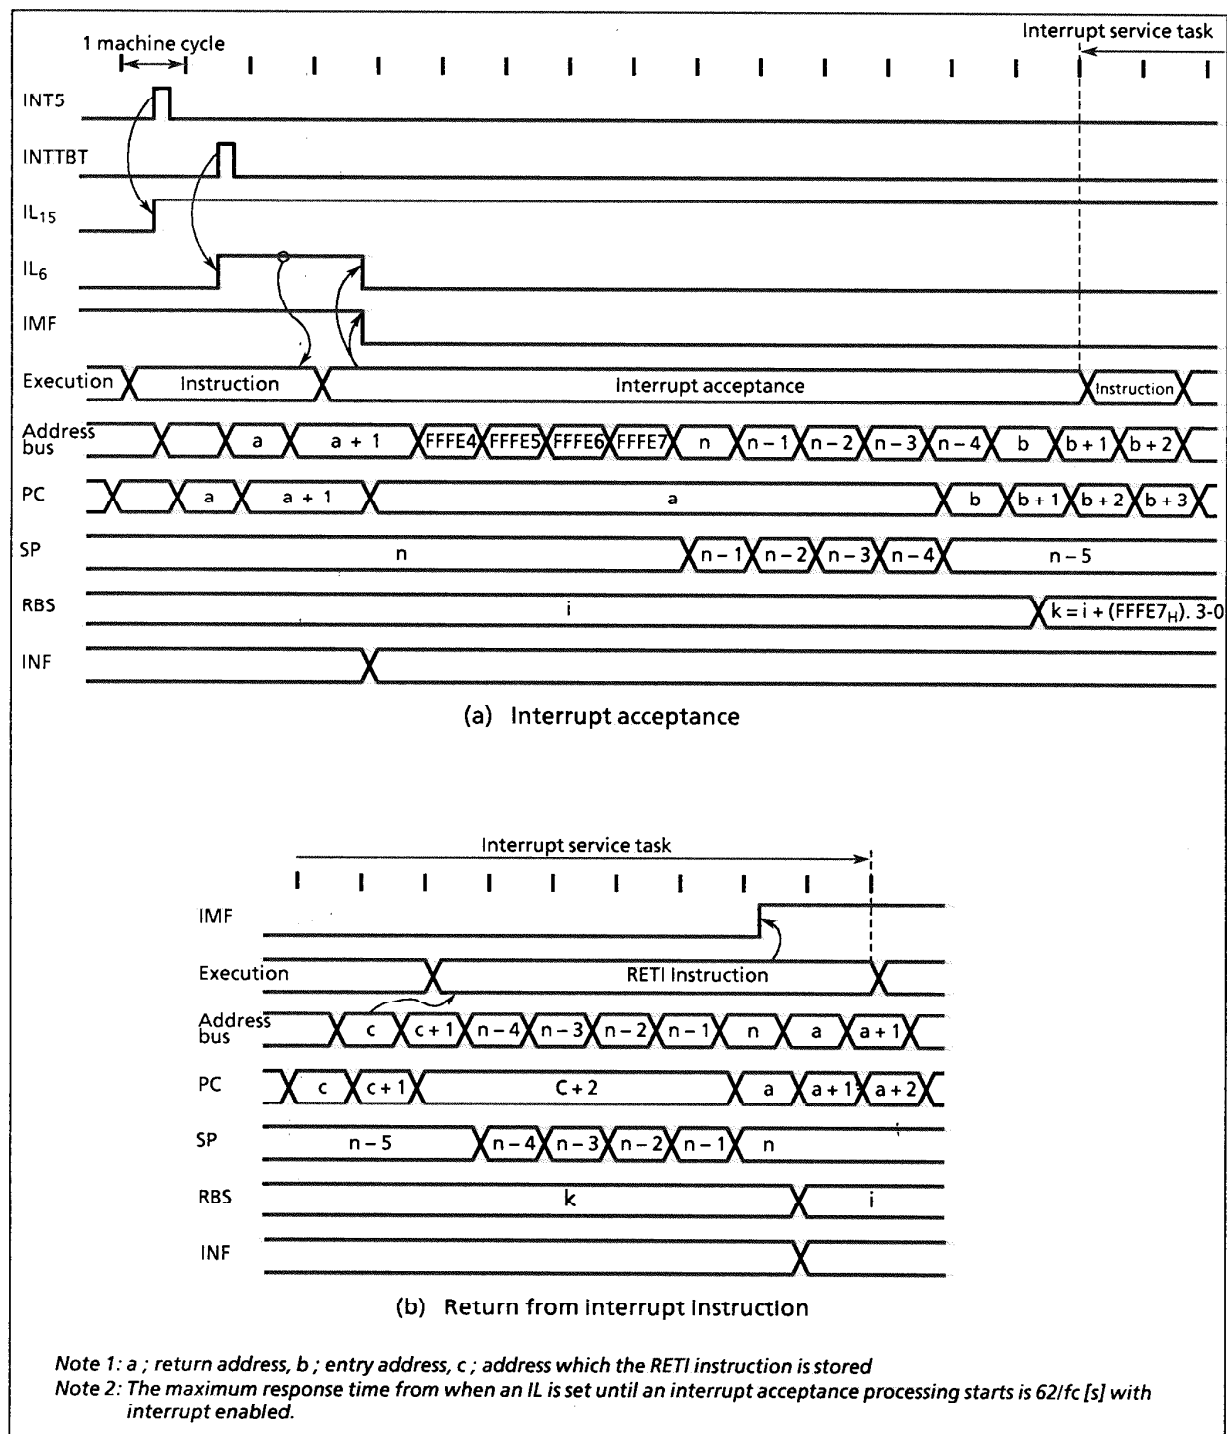 Interrupt service task
1 machine cycle
INT5
INTTBT
IL15
IL6
IMF
Execution Instruction Interrupt acceptance Instruction
Address bus a a + 1 FFFE4 FFFE5 FFFE6 FFFE7 n n – 1 n – 2 n – 3 n – 4 b b + 1 b + 2
PC a a + 1 a b b + 1 b + 2 b + 3
SP n n – 1 n – 2 n – 3 n – 4 n – 5
RBS i k = i + (FFFE7H). 3-0
INF
(a) Interrupt acceptance
Interrupt service task
IMF
Execution RETI Instruction
Address bus c c + 1 n – 4 n – 3 n – 2 n – 1 n a a + 1
PC c c + 1 C + 2 a a + 1 a + 2
SP n – 5 n – 4 n – 3 n – 2 n – 1 n
RBS k i
INF
(b) Return from interrupt Instruction
Note 1: a ; return address, b ; entry address, c ; address which the RETI instruction is stored
Note 2: The maximum response time from when an IL is set until an interrupt acceptance processing starts is 62/fc [s] with
interrupt enabled.